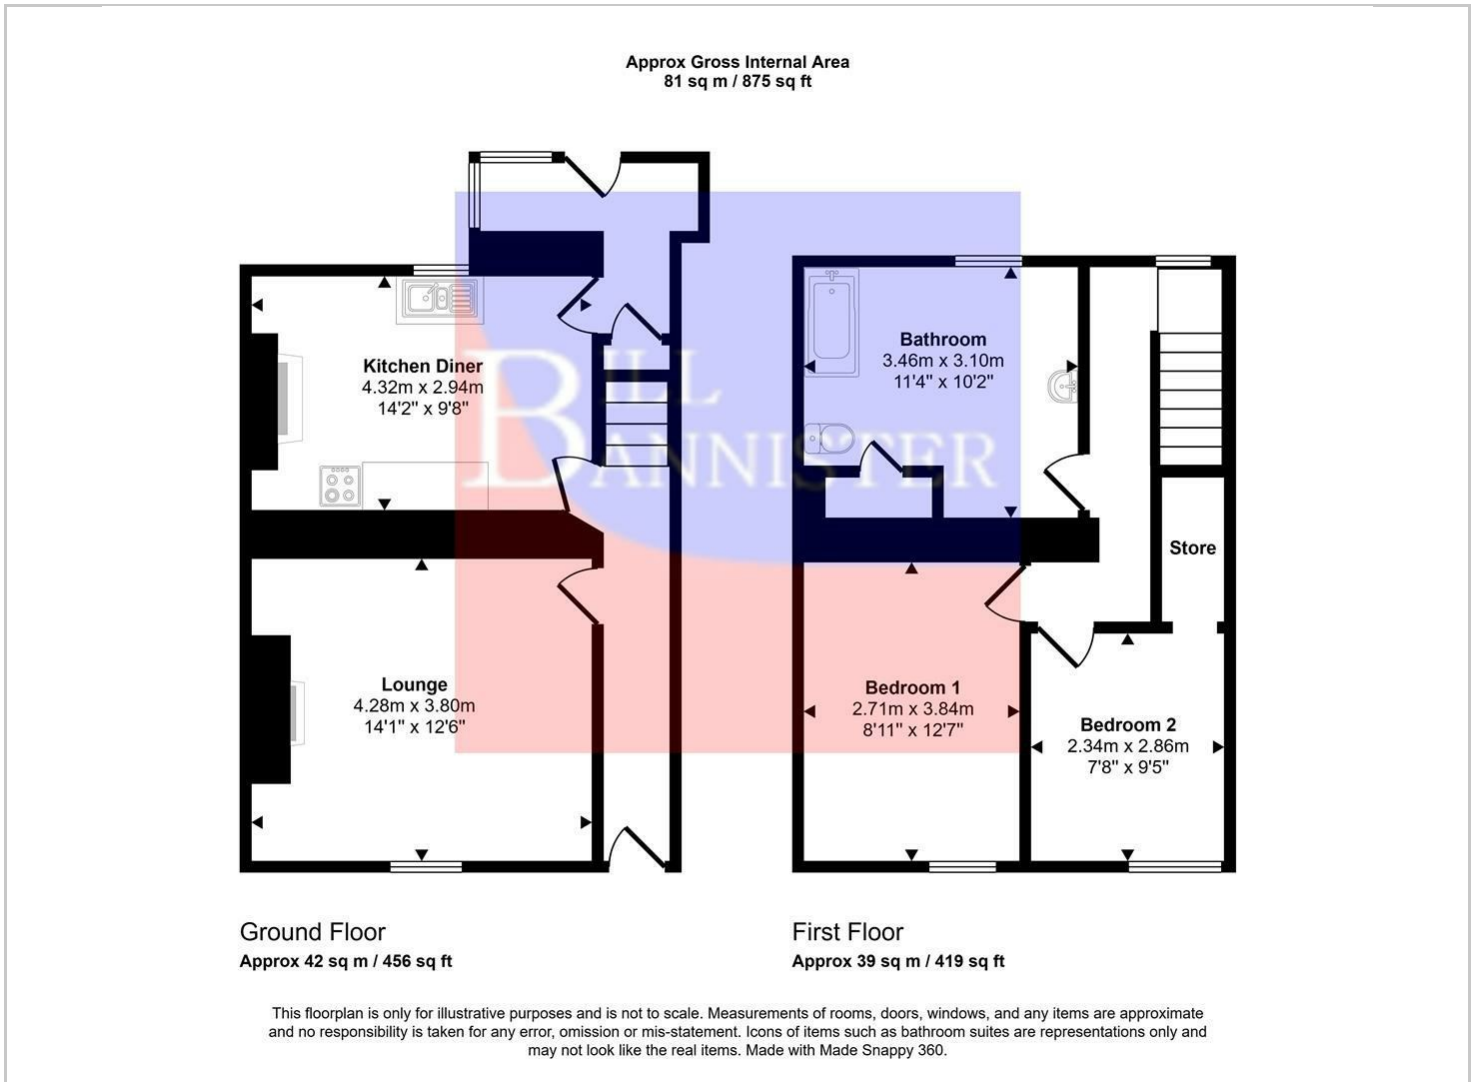 Approx Gross Internal Area
81 sq m / 875 sq ft
Kitchen Diner
4.32m x 2.94m
14'2" x 9'8"
Bathroom
3.46m x 3.10m
11'4" x 10'2"
BILL
BANNISTER
Store
Lounge
4.28m x 3.80m
14'1" x 12'6"
Bedroom 1
2.71m x 3.84m
8'11" x 12'7"
Bedroom 2
2.34m x 2.86m
7'8" x 9'5"
Ground Floor
Approx 42 sq m / 456 sq ft
First Floor
Approx 39 sq m / 419 sq ft
This floorplan is only for illustrative purposes and is not to scale. Measurements of rooms, doors, windows, and any items are approximate
and no responsibility is taken for any error, omission or mis-statement. Icons of items such as bathroom suites are representations only and
may not look like the real items. Made with Made Snappy 360.